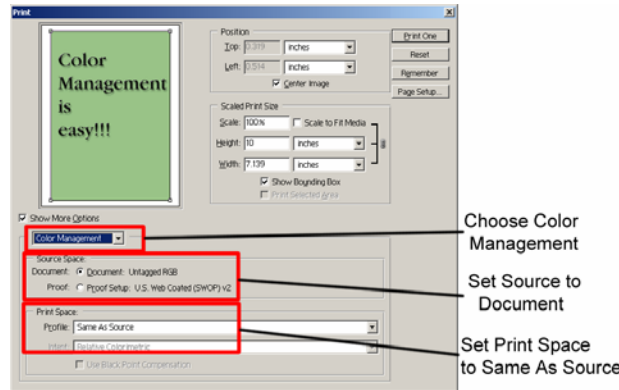 Print
Color
Management
is
easy!!!
Position
Top: 0.319 inches
Left: 0.514 inches
Center Image
Scaled Print Size
Scale: 100% Scale to Fit Media
Height: 10 inches
Width: 7.139 inches
Show Bounding Box
Print Selected Area
Print One
Reset
Remember
Page Setup...
Show More Options
Color Management
Source Space:
Document: Document: Untagged RGB
Proof: Proof Setup: U.S. Web Coated (SWOP) v2
Print Space:
Profile: Same As Source
Intent: Relative Colorimetric
Use Black Point Compensation
Choose Color
Management
Set Source to
Document
Set Print Space
to Same As Source